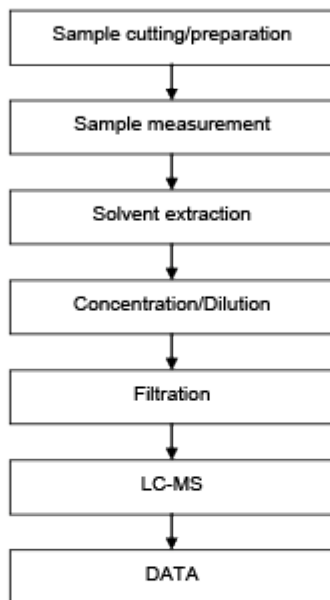 Sample cutting/preparation
Sample measurement
Solvent extraction
Concentration/Dilution
Filtration
LC-MS
DATA